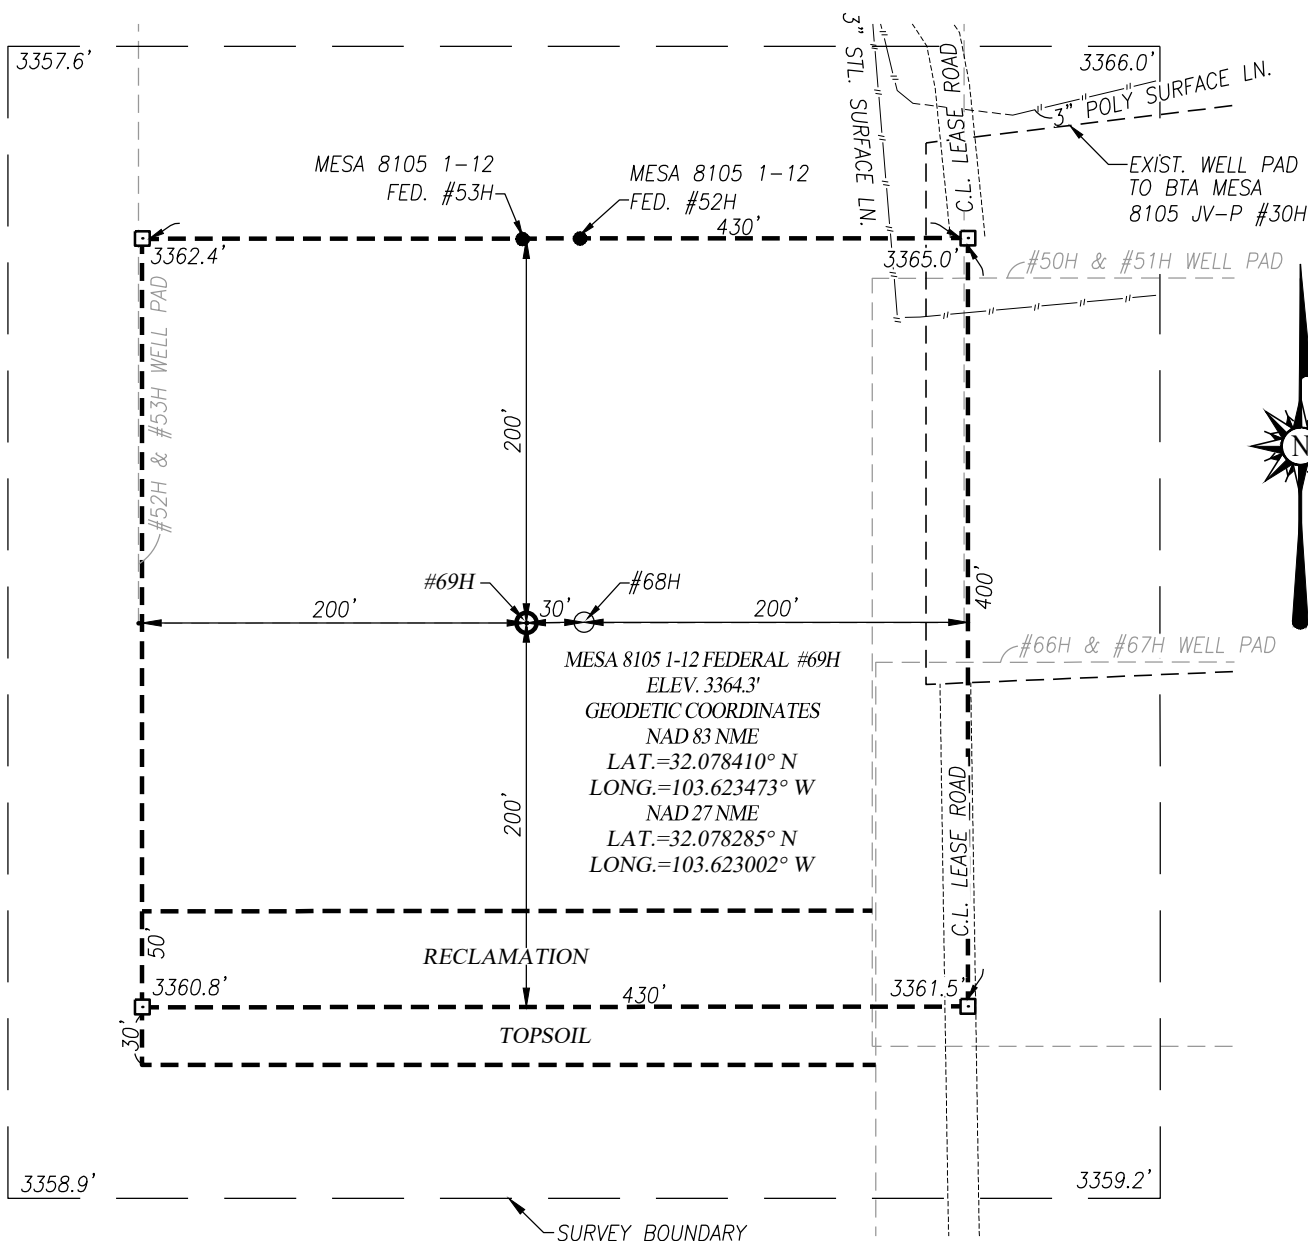 3357.6'
3366.0'
3" STL. SURFACE LN.
C.L. LEASE ROAD
3" POLY SURFACE LN.
EXIST. WELL PAD
TO BTA MESA
8105 JV-P #30H
MESA 8105 1-12
FED. #53H
MESA 8105 1-12
FED. #52H
430'
3362.4'
3365.0'
#50H & #51H WELL PAD
#52H & #53H WELL PAD
200'
N
#69H
#68H
200'
30'
200'
400'
#66H & #67H WELL PAD
MESA 8105 1-12 FEDERAL #69H
ELEV. 3364.3'
GEODETIC COORDINATES
NAD 83 NME
LAT.=32.078410° N
LONG.=103.623473° W
NAD 27 NME
LAT.=32.078285° N
LONG.=103.623002° W
200'
C.L. LEASE ROAD
50'
RECLAMATION
3360.8'
430'
3361.5'
30'
TOPSOIL
3358.9'
3359.2'
SURVEY BOUNDARY